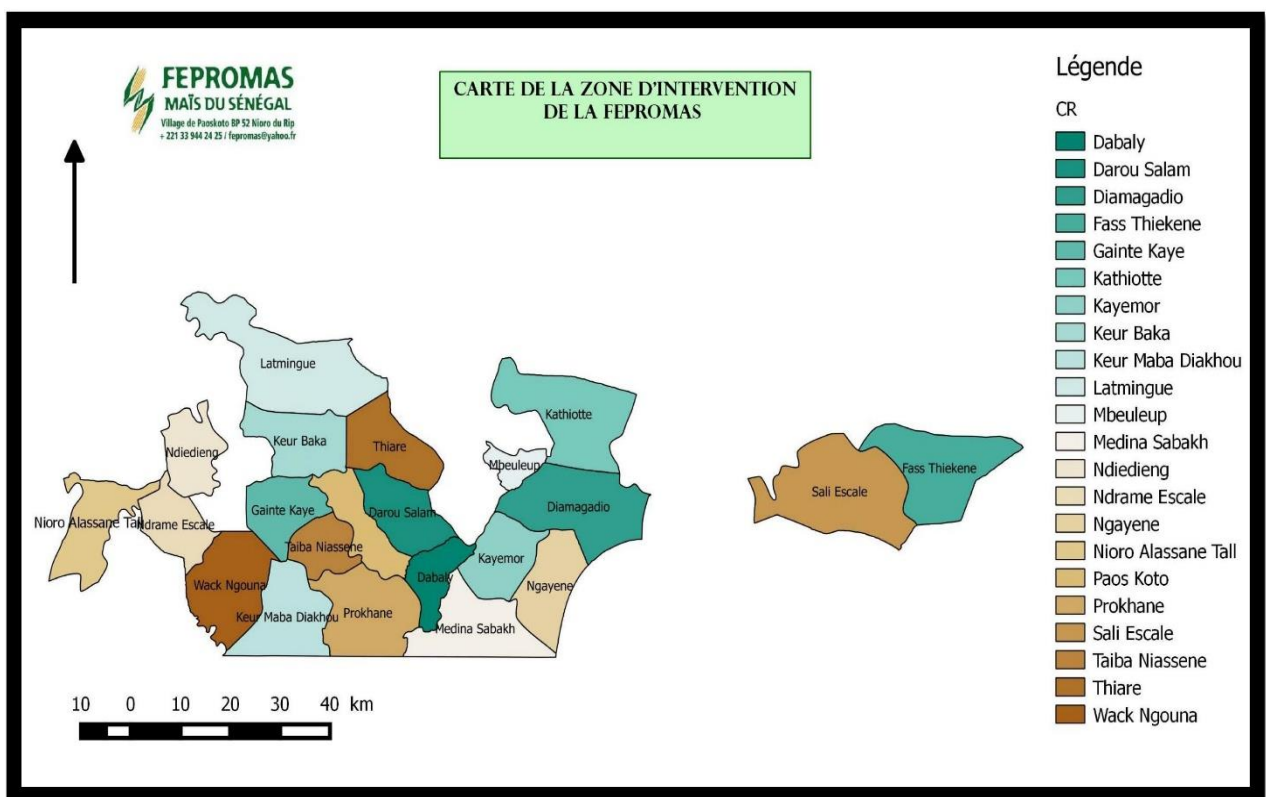 FEPROMAS
MAÏS DU SÉNÉGAL
Village de Paoskoto BP 52 Nioro du Rip
+ 221 33 944 24 25 / fepromas@yahoo.fr
CARTE DE LA ZONE D'INTERVENTION
DE LA FEPROMAS
Légende
CR
Dabaly
Darou Salam
Diamagadio
Fass Thiekene
Gainte Kaye
Kathiotte
Kayemor
Keur Baka
Keur Maba Diakhou
Latmingue
Mbeuleup
Medina Sabakh
Ndiedieng
Ndrame Escale
Ngayene
Nioro Alassane Tall
Paos Koto
Prokhane
Sali Escale
Taiba Niassene
Thiare
Wack Ngouna
Latmingue
Kathiotte
Keur Baka
Thiare
Ndiedieng
Mbeuleup
Fass Thiekene
Sali Escale
Diamagadio
Gainte Kaye
Darou Salam
Nioro Alassane Tall
Ndrame Escale
Taiba Niassene
Kayemor
Dabaly
Wack Ngouna
Ngayene
Keur Maba Diakhou
Prokhane
Medina Sabakh
10 0 10 20 30 40 km